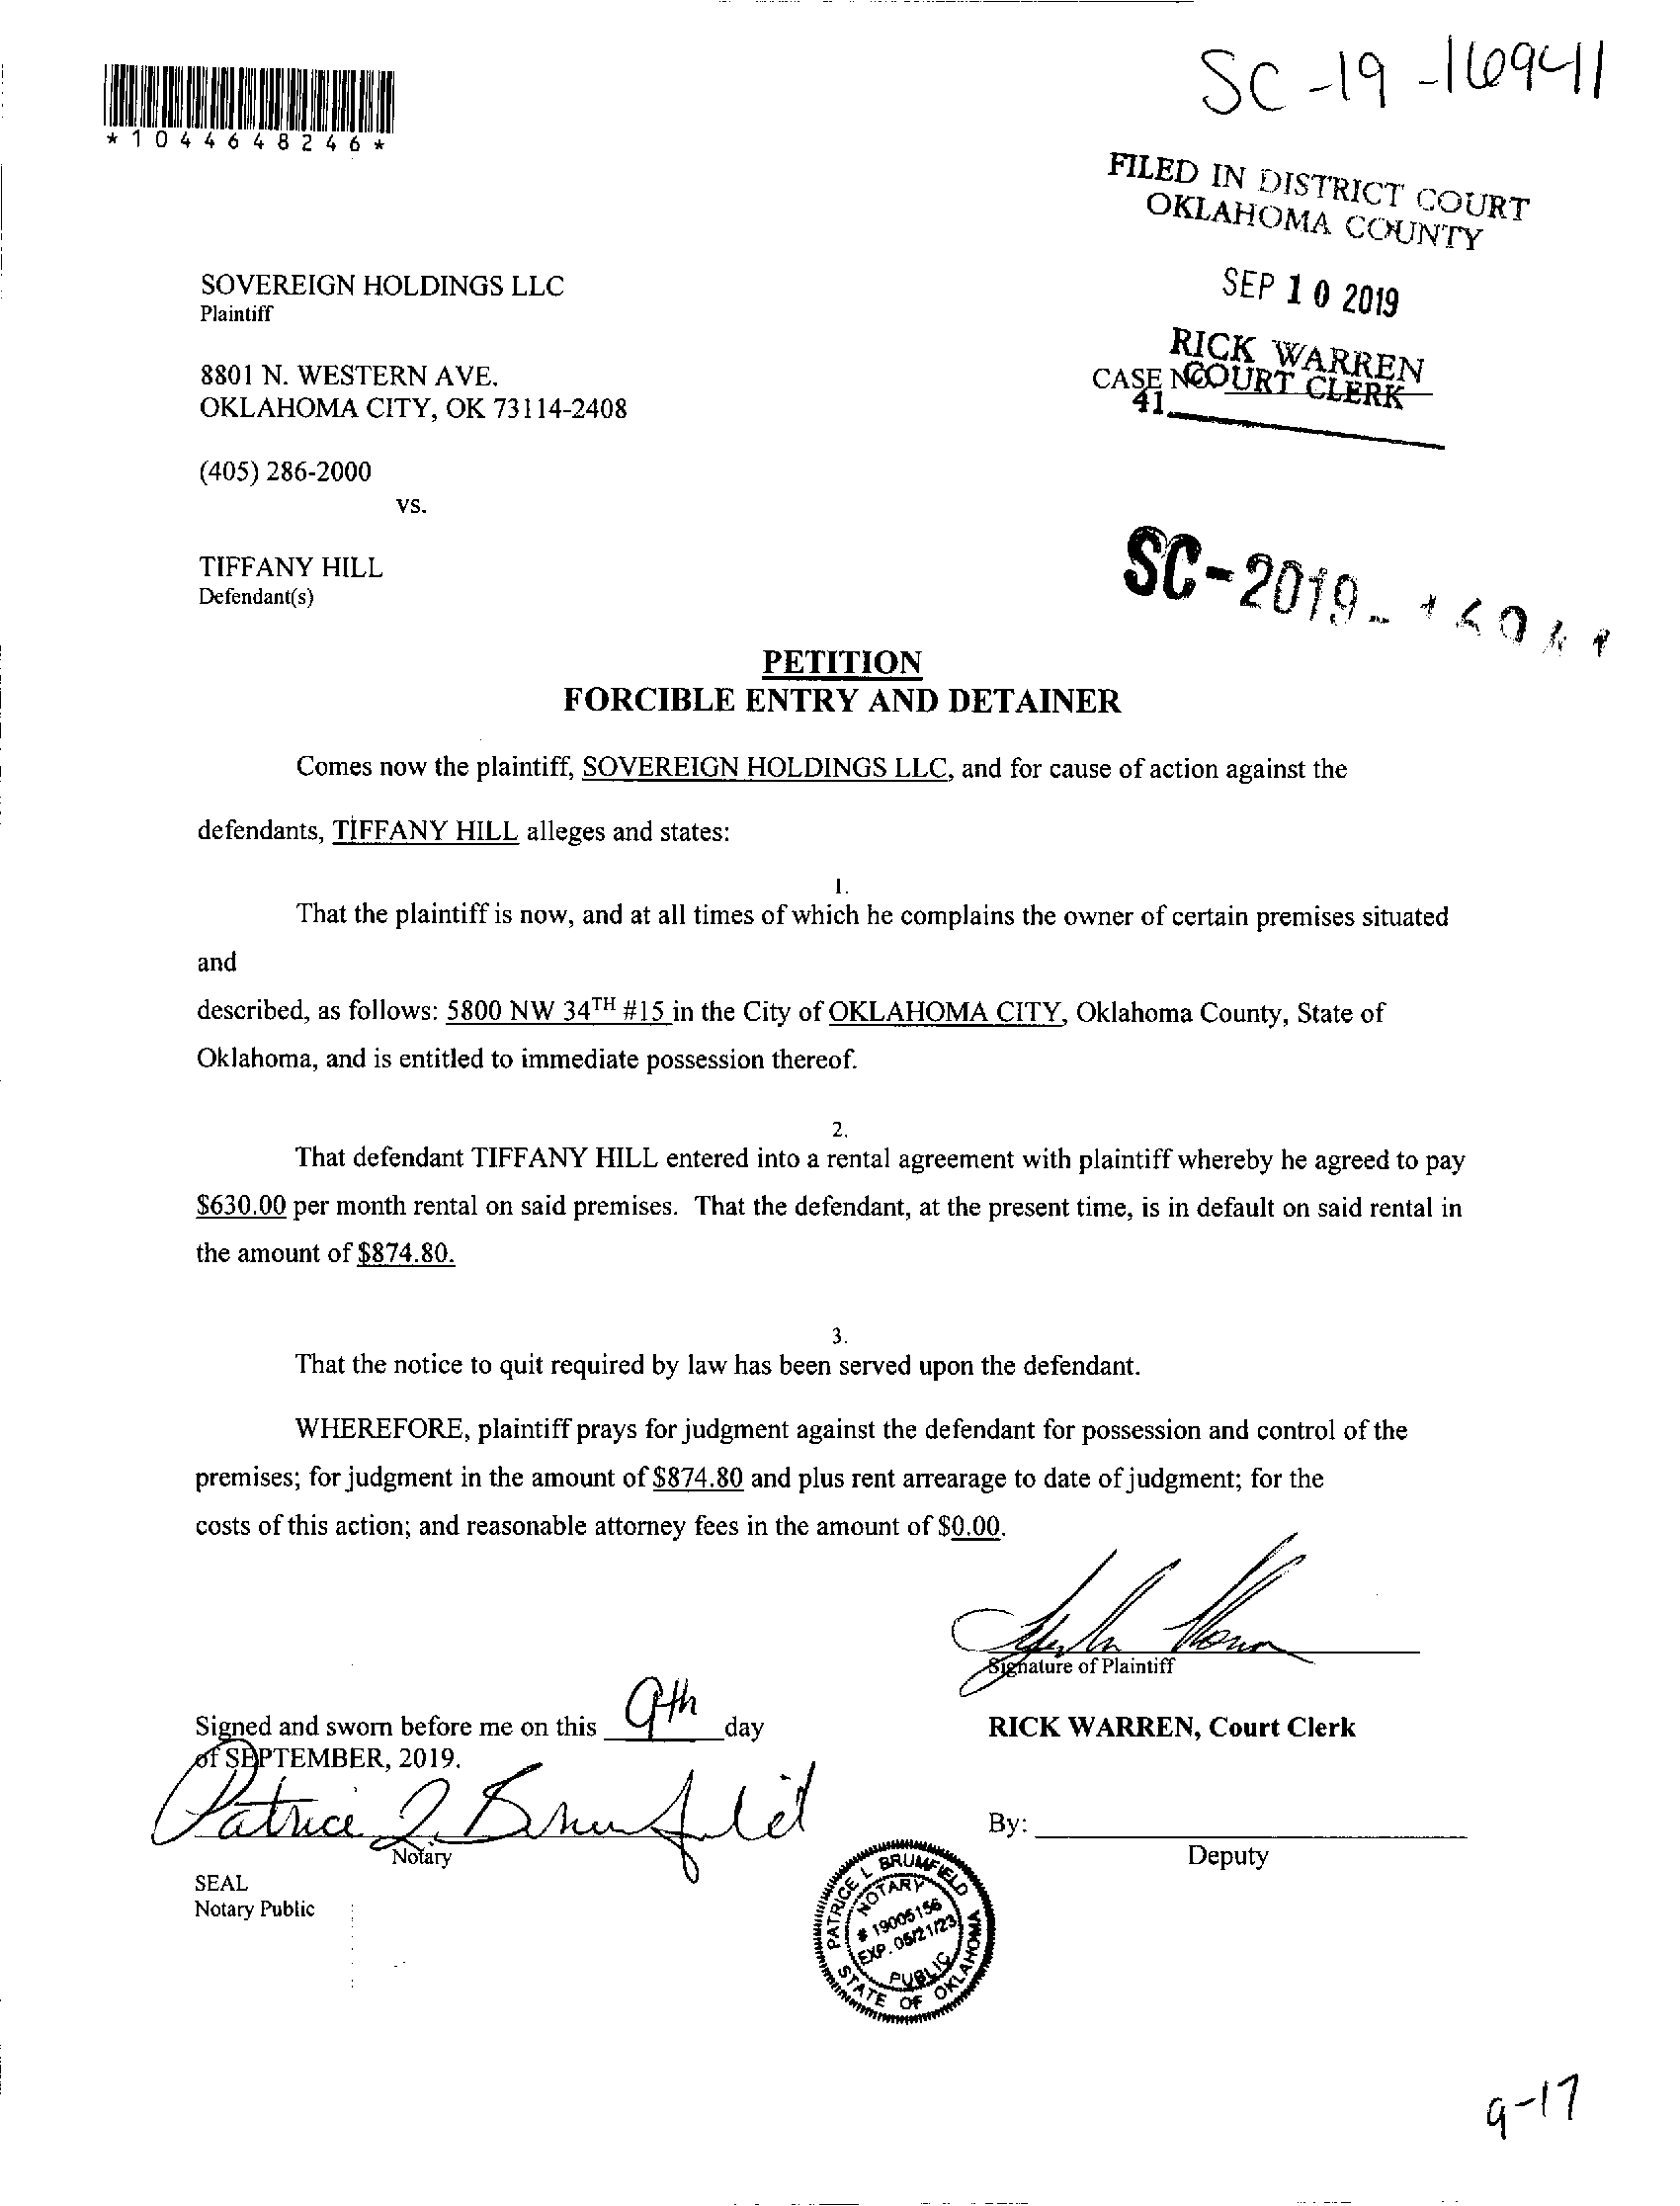 SC-19-16941
*1044648246*
FILED IN DISTRICT COURT
OKLAHOMA COUNTY
SOVEREIGN HOLDINGS LLC
Plaintiff
SEP 10 2019
8801 N. WESTERN AVE.
OKLAHOMA CITY, OK 73114-2408
RICK WARREN
CASE NO
COURT CLERK
41
(405) 286-2000
vs.
TIFFANY HILL
Defendant(s)
SC-2019-
PETITION
FORCIBLE ENTRY AND DETAINER
Comes now the plaintiff, SOVEREIGN HOLDINGS LLC, and for cause of action against the
defendants, TIFFANY HILL alleges and states:
1.
That the plaintiff is now, and at all times of which he complains the owner of certain premises situated
and
described, as follows: 5800 NW 34TH #15 in the City of OKLAHOMA CITY, Oklahoma County, State of
Oklahoma, and is entitled to immediate possession thereof.
2.
That defendant TIFFANY HILL entered into a rental agreement with plaintiff whereby he agreed to pay
$630.00 per month rental on said premises. That the defendant, at the present time, is in default on said rental in
the amount of $874.80.
3.
That the notice to quit required by law has been served upon the defendant.
WHEREFORE, plaintiff prays for judgment against the defendant for possession and control of the
premises; for judgment in the amount of $874.80 and plus rent arrearage to date of judgment; for the
costs of this action; and reasonable attorney fees in the amount of $0.00.
Signature of Plaintiff
Signed and sworn before me on this 9th day
of SEPTEMBER, 2019.
RICK WARREN, Court Clerk
Patrice L. Brumfield
Notary
By:
Deputy
SEAL
Notary Public
PATRICE L BRUMFIELD
NOTARY
# 19005156
EXP. 05/21/23
PUBLIC
STATE OF OKLAHOMA
9-17